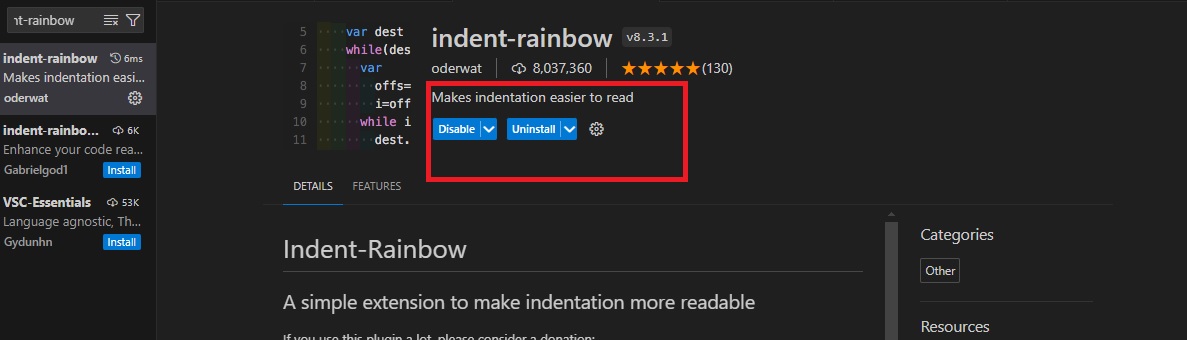 nt-rainbow
indent-rainbow 6ms
Makes indentation easi...
oderwat
indent-rainbo... 6K
Enhance your code rea...
Gabrielgod1 Install
VSC-Essentials 53K
Language agnostic, Th...
Gydunhn Install
5 var dest
6 while(des
7 var
8 offs=
9 i=off
10 while i
11 dest.
indent-rainbow v8.3.1
oderwat 8,037,360 (130)
Makes indentation easier to read
Disable Uninstall
DETAILS FEATURES
Indent-Rainbow
A simple extension to make indentation more readable
If you use this plugin a lot, please consider a donation:
Categories
Other
Resources